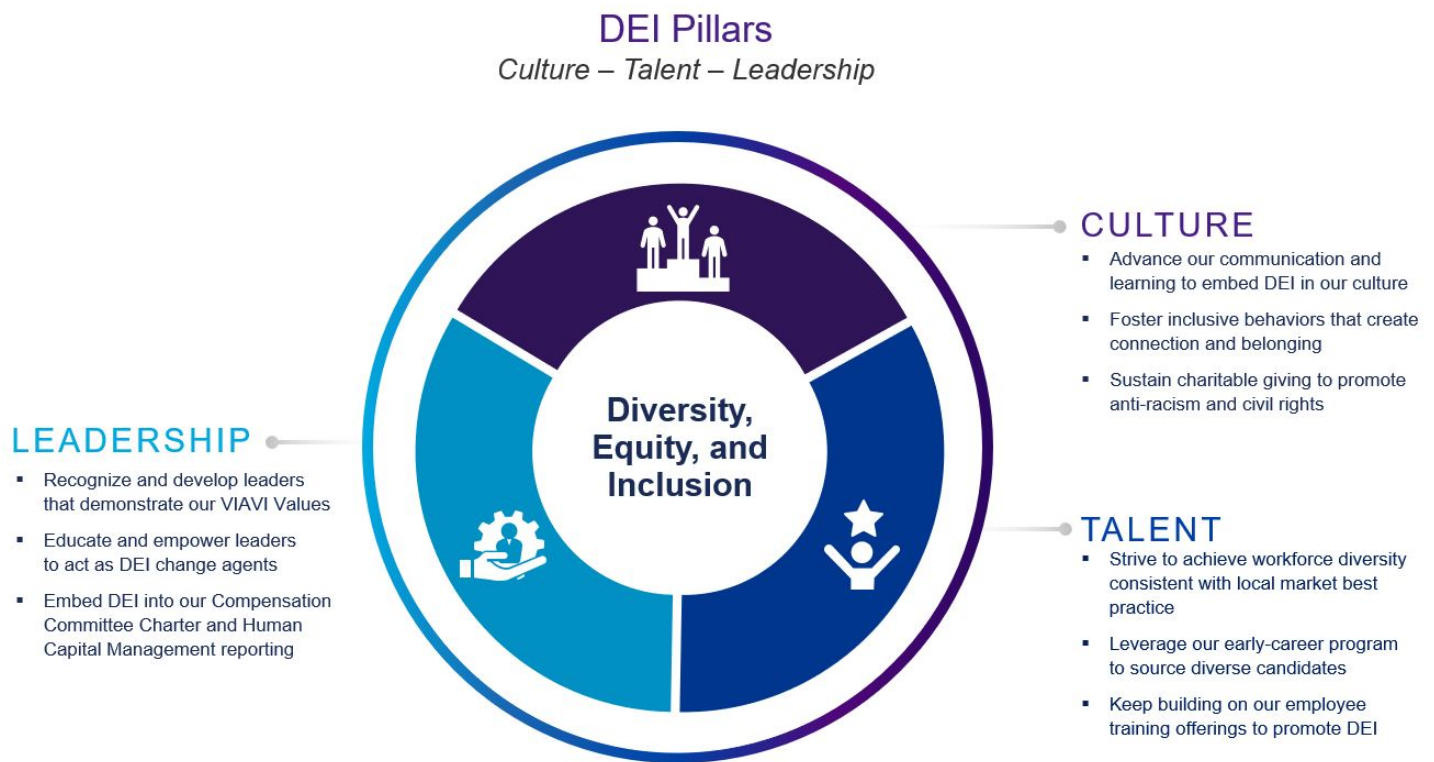 DEI Pillars
Culture – Talent – Leadership
Diversity,
Equity, and
Inclusion
CULTURE
▪ Advance our communication and
learning to embed DEI in our culture
▪ Foster inclusive behaviors that create
connection and belonging
▪ Sustain charitable giving to promote
anti-racism and civil rights
TALENT
▪ Strive to achieve workforce diversity
consistent with local market best
practice
▪ Leverage our early-career program
to source diverse candidates
▪ Keep building on our employee
training offerings to promote DEI
LEADERSHIP
▪ Recognize and develop leaders
that demonstrate our VIAVI Values
▪ Educate and empower leaders
to act as DEI change agents
▪ Embed DEI into our Compensation
Committee Charter and Human
Capital Management reporting